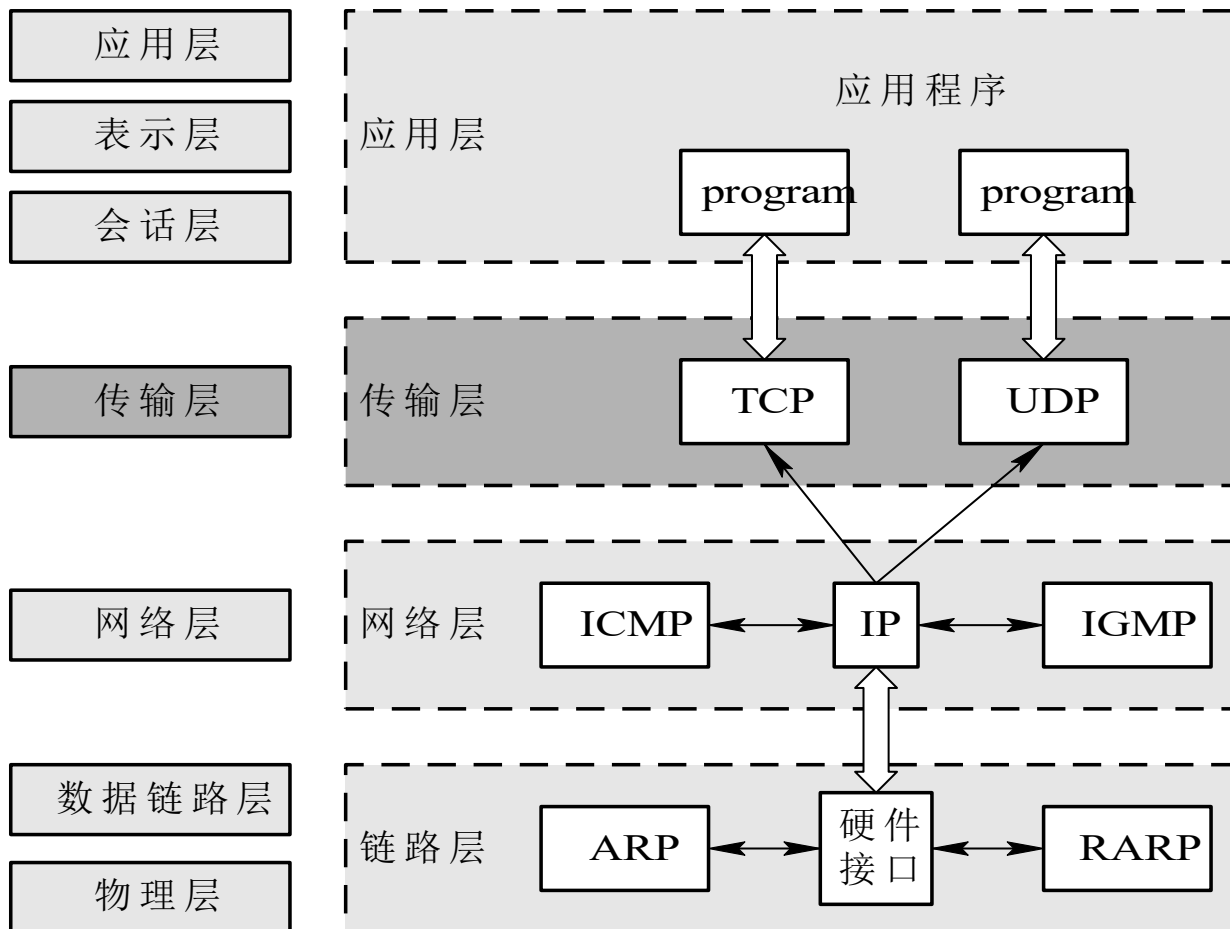 应用层
表示层
会话层
传输层
网络层
数据链路层
物理层
应用层
应用程序
program
program
传输层
TCP
UDP
网络层
ICMP
IP
IGMP
链路层
ARP
硬件
接口
RARP